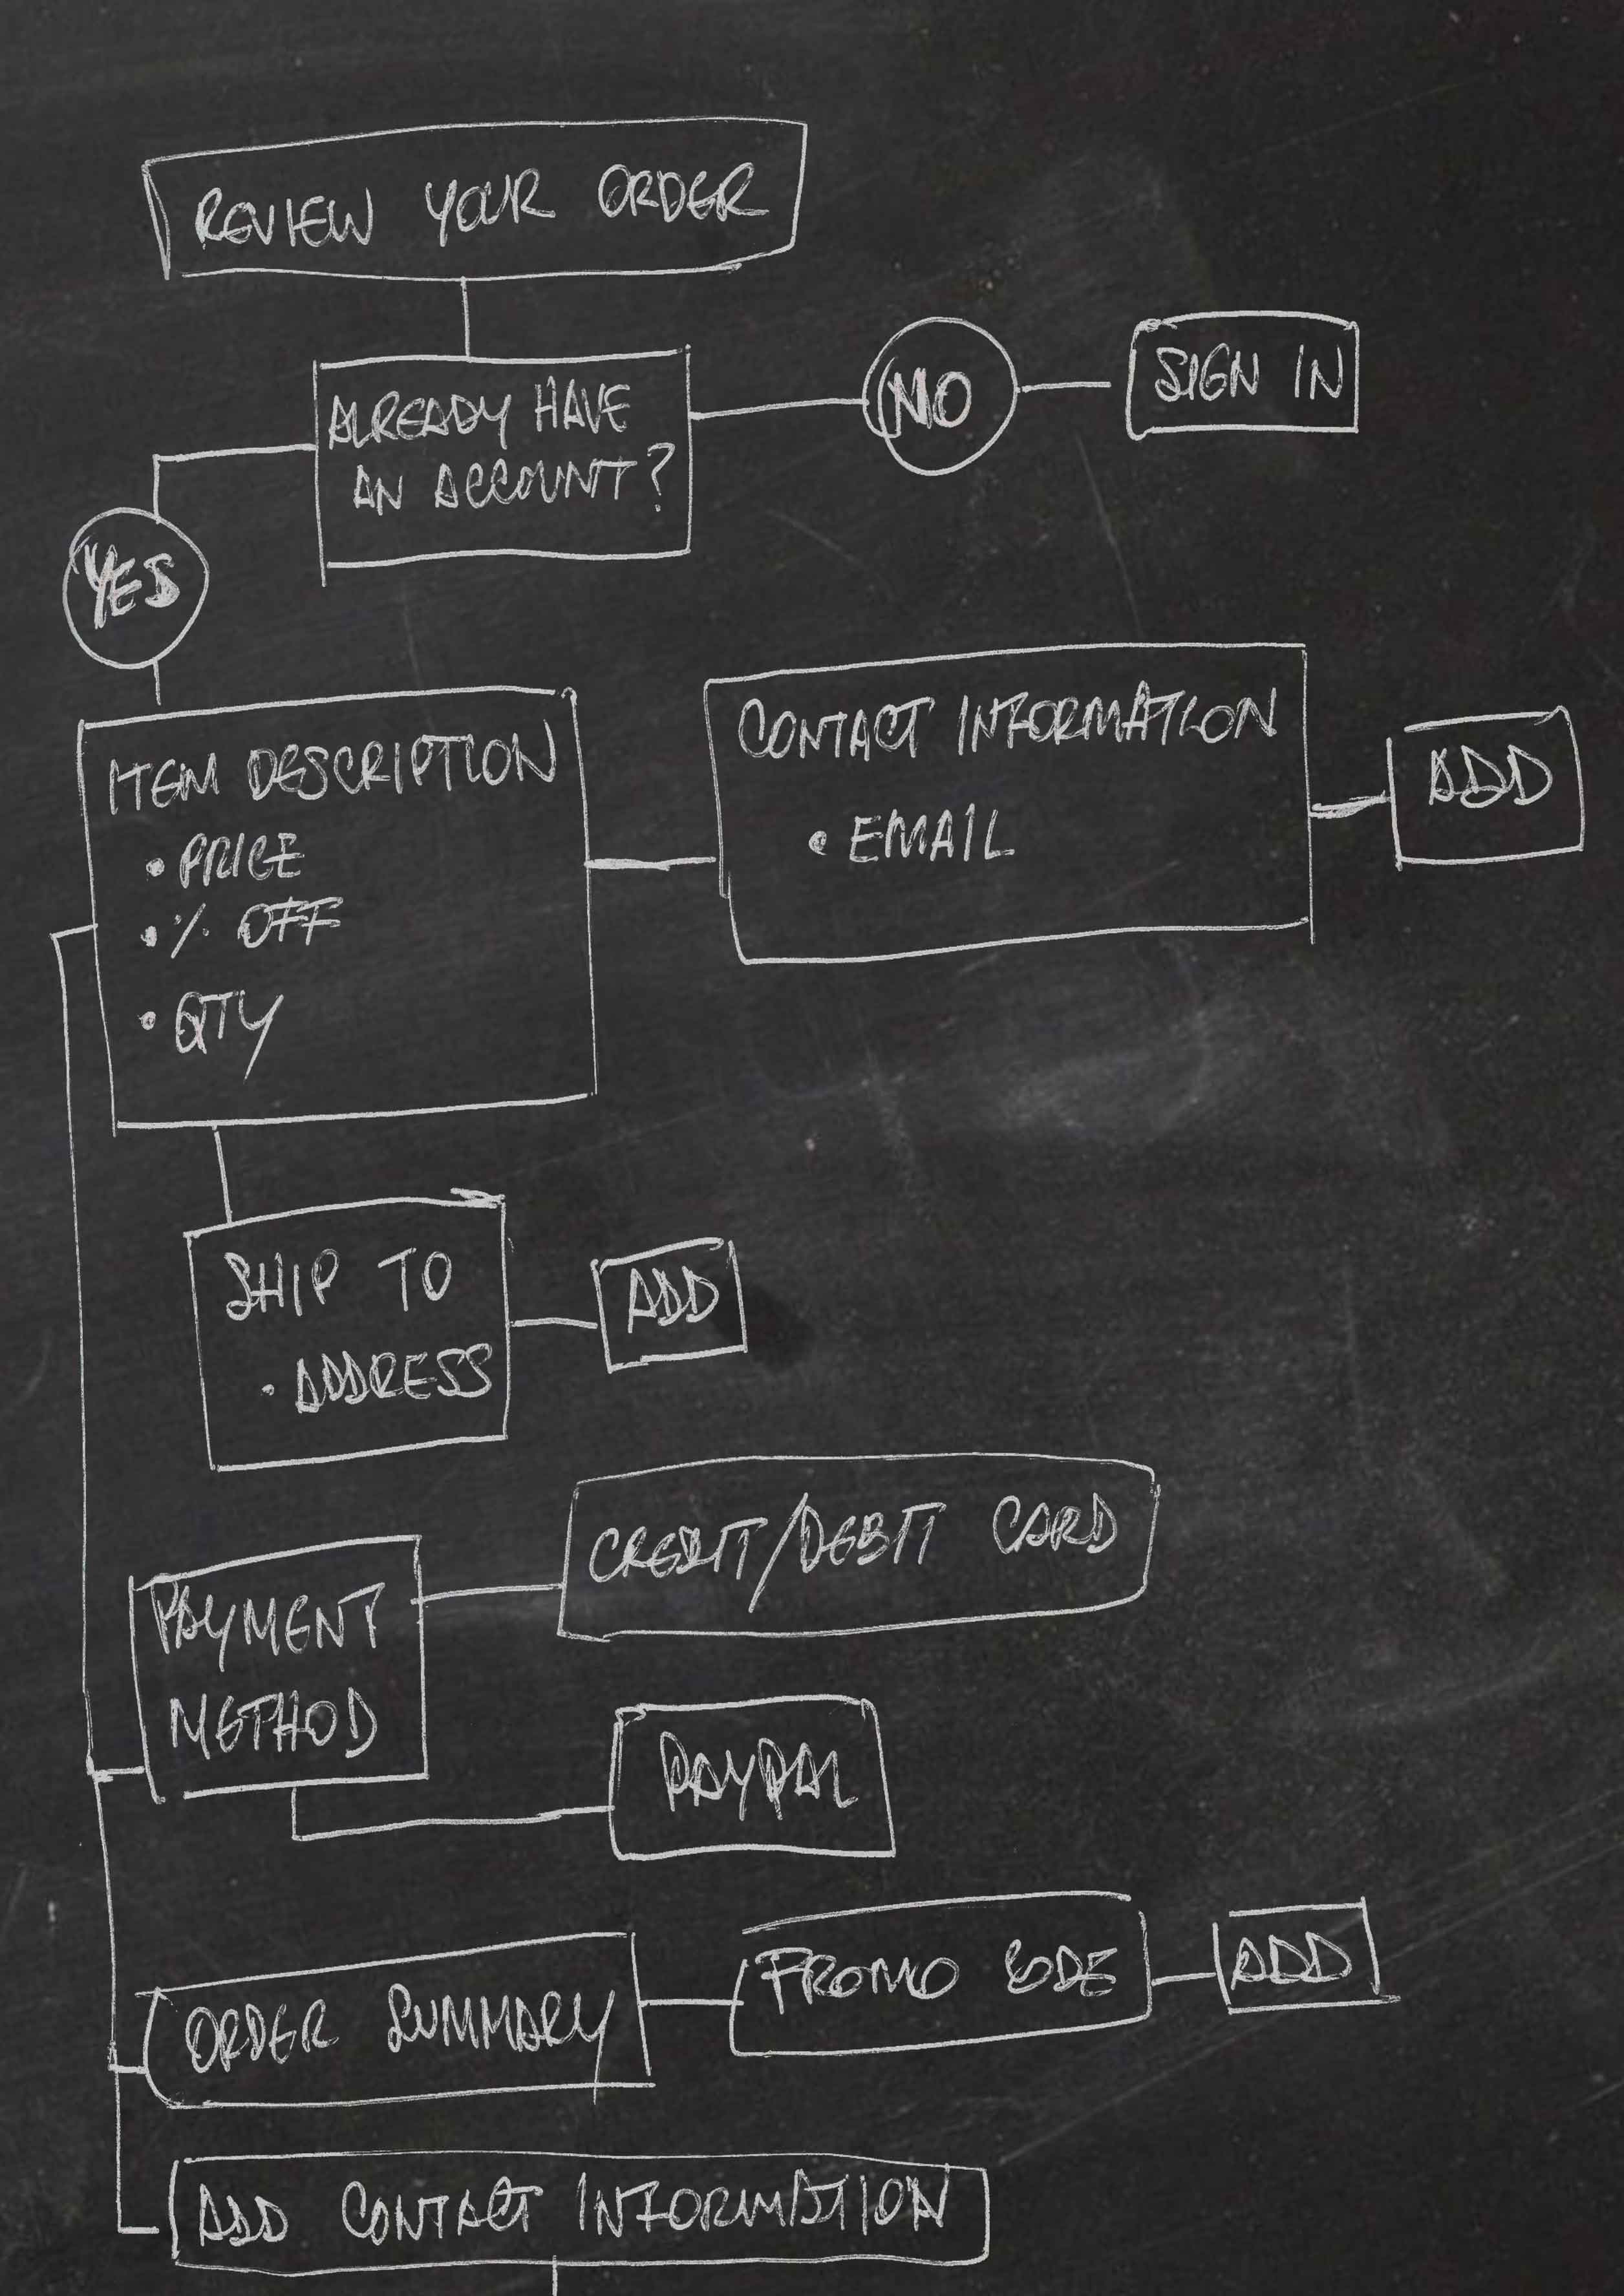 REVIEW YOUR ORDER
ALREADY HAVE
AN ACCOUNT?
NO
SIGN IN
YES
ITEM DESCRIPTION
• PRICE
• % OFF
• QTY
CONTACT INFORMATION
• EMAIL
ADD
SHIP TO
• ADDRESS
ADD
PAYMENT
METHOD
CREDIT/DEBIT CARD
PAYPAL
ORDER SUMMARY
PROMO CODE
ADD
ADD CONTACT INFORMATION